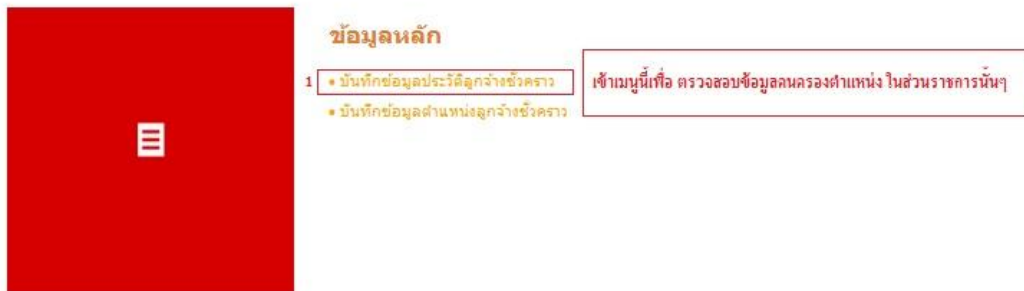 ข้อมูลหลัก
1 • บันทึกข้อมูลประวัติลูกจ้างชั่วคราว
เข้าเมนูนี้เพื่อ ตรวจสอบข้อมูลคนครองตำแหน่ง ในส่วนราชการนั้นๆ
• บันทึกข้อมูลตำแหน่งลูกจ้างชั่วคราว